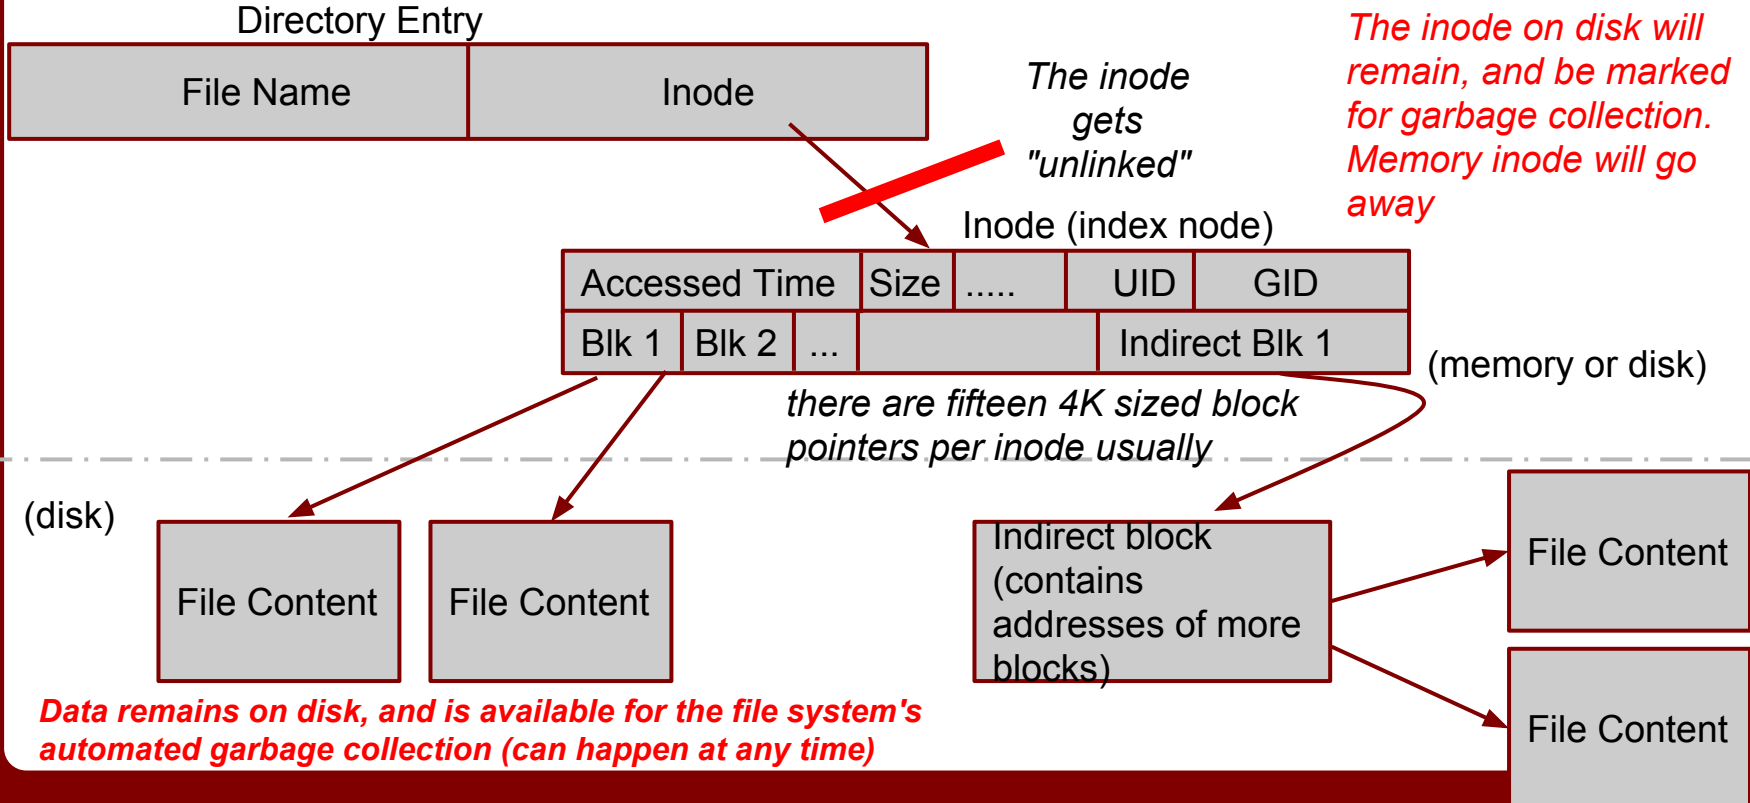 Directory Entry
File Name
Inode
The inode
gets
"unlinked"
The inode on disk will
remain, and be marked
for garbage collection.
Memory inode will go
away
Inode (index node)
Accessed Time
Size
.....
UID
GID
Blk 1
Blk 2
...
Indirect Blk 1
(memory or disk)
there are fifteen 4K sized block
pointers per inode usually
(disk)
File Content
File Content
Indirect block
(contains
addresses of more
blocks)
File Content
File Content
Data remains on disk, and is available for the file system's
automated garbage collection (can happen at any time)